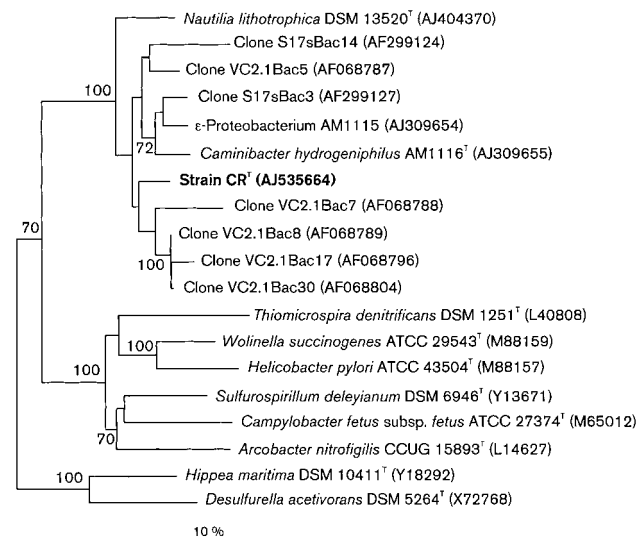 Nautilia lithotrophica DSM 13520ᵀ (AJ404370)
Clone S17sBac14 (AF299124)
100
Clone VC2.1Bac5 (AF068787)
Clone S17sBac3 (AF299127)
ε-Proteobacterium AM1115 (AJ309654)
72
Caminibacter hydrogeniphilus AM1116ᵀ (AJ309655)
Strain CRᵀ (AJ535664)
Clone VC2.1Bac7 (AF068788)
70
Clone VC2.1Bac8 (AF068789)
100
Clone VC2.1Bac17 (AF068796)
Clone VC2.1Bac30 (AF068804)
Thiomicrospira denitrificans DSM 1251ᵀ (L40808)
Wolinella succinogenes ATCC 29543ᵀ (M88159)
100
100
Helicobacter pylori ATCC 43504ᵀ (M88157)
Sulfurospirillum deleyianum DSM 6946ᵀ (Y13671)
Campylobacter fetus subsp. fetus ATCC 27374ᵀ (M65012)
70
Arcobacter nitrofigilis CCUG 15893ᵀ (L14627)
100
Hippea maritima DSM 10411ᵀ (Y18292)
Desulfurella acetivorans DSM 5264ᵀ (X72768)
10 %